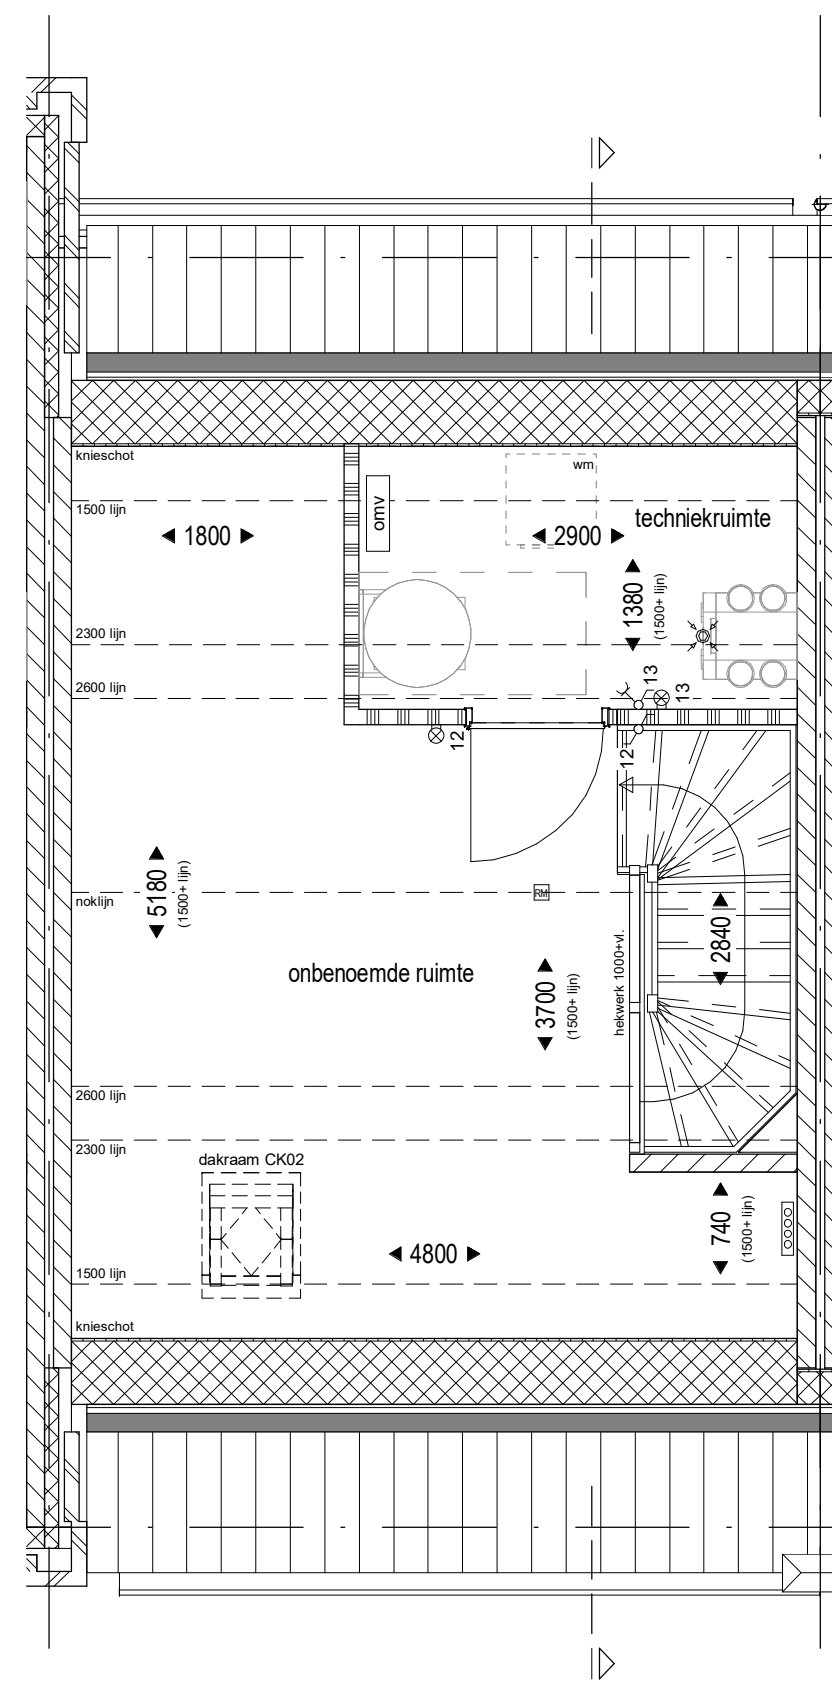 knieschot
wm
1500 lijn
omv
techniekruimte
1800
2900
1380
(1500+ lijn)
2300 lijn
2600 lijn
13
13
12
12
5180
(1500+ lijn)
noklijn
RM
2840
onbenoemde ruimte
hekwerk 1000+vl.
3700
(1500+ lijn)
2600 lijn
2300 lijn
dakraam CK02
740
(1500+ lijn)
4800
1500 lijn
knieschot